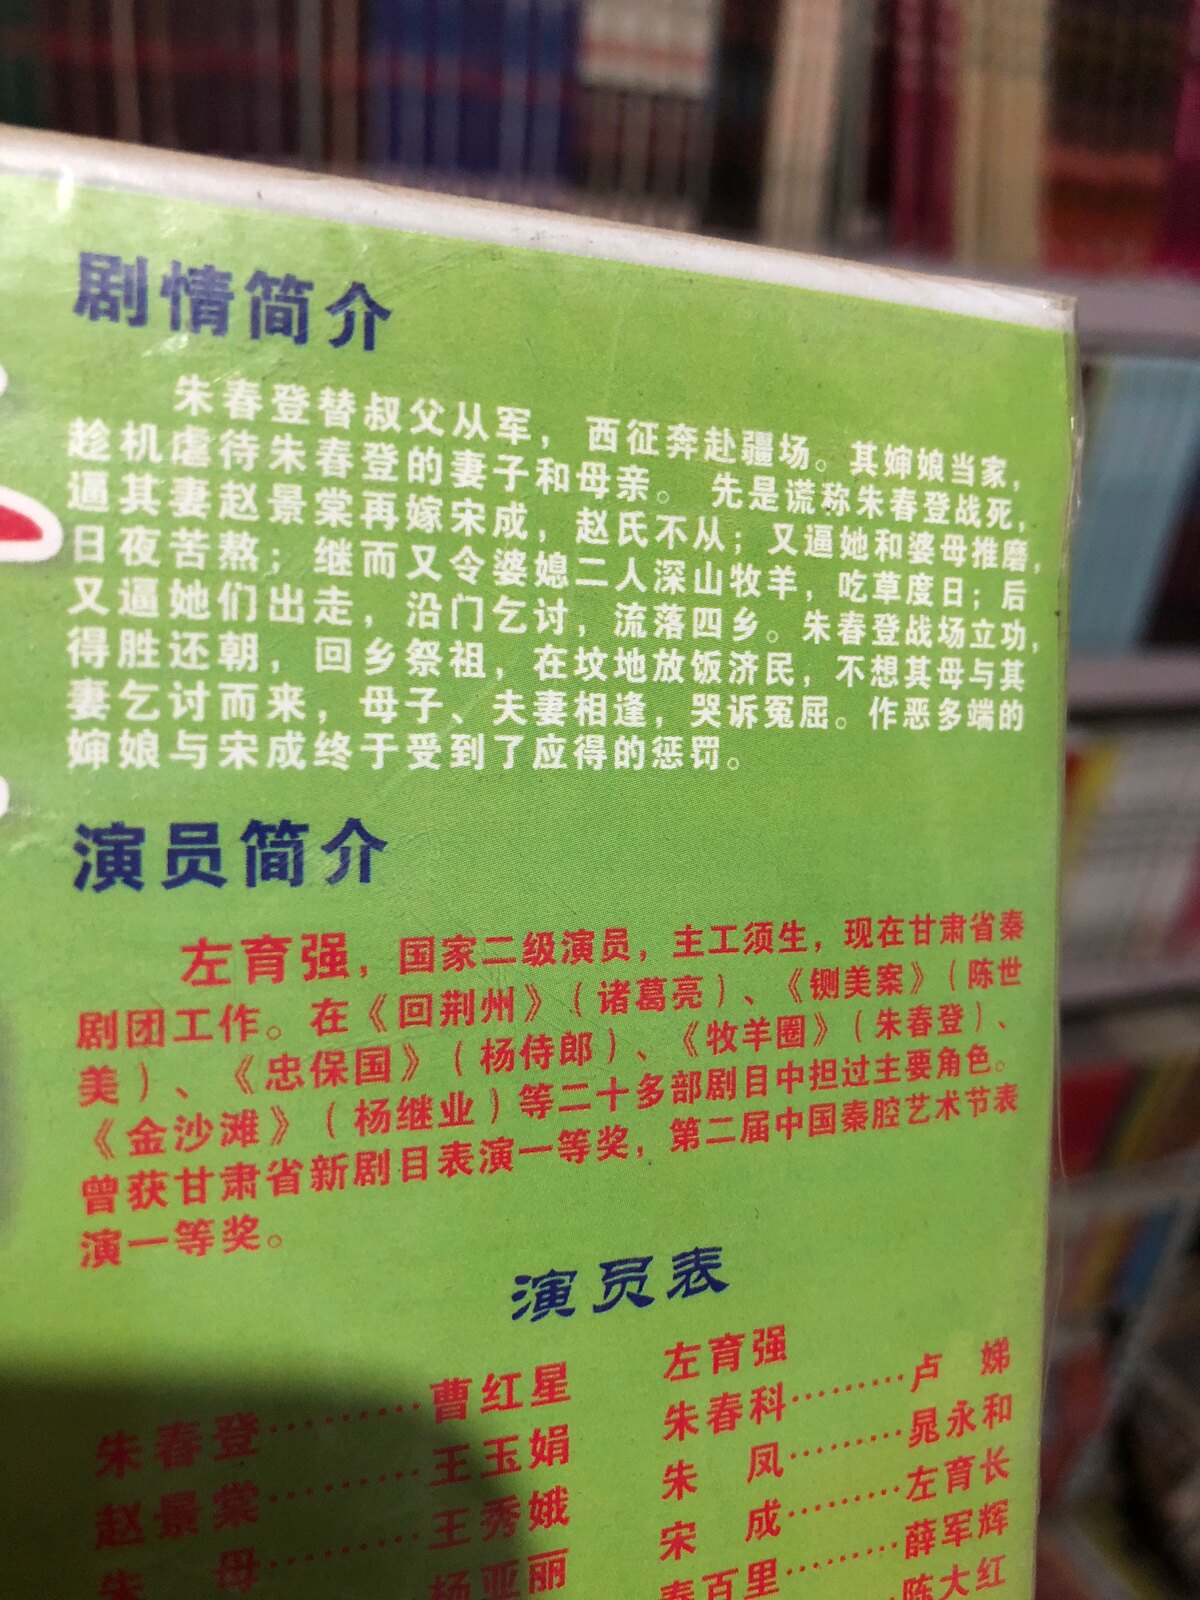 剧情简介
朱春登替叔父从军，西征奔赴疆场。其婶娘当家，
趁机虐待朱春登的妻子和母亲。先是谎称朱春登战死，
逼其妻赵景棠再嫁宋成，赵氏不从；又逼她和婆母推磨，
日夜苦熬；继而又令婆媳二人深山牧羊，吃草度日；后
又逼她们出走，沿门乞讨，流落四乡。朱春登战场立功，
得胜还朝，回乡祭祖，在坟地放饭济民，不想其母与其
妻乞讨而来，母子、夫妻相逢，哭诉冤屈。作恶多端的
婶娘与宋成终于受到了应得的惩罚。
演员简介
左育强，国家二级演员，主工须生，现在甘肃省秦
剧团工作。在《回荆州》（诸葛亮）、《铡美案》（陈世
美）、《忠保国》（杨侍郎）、《牧羊圈》（朱春登）、
《金沙滩》（杨继业）等二十多部剧目中担过主要角色。
曾获甘肃省新剧目表演一等奖，第二届中国秦腔艺术节表
演一等奖。
演员表
左育强
朱春登………曹红星
朱春科………卢 娣
赵景棠………王玉娟
朱 凤………晁永和
朱 母………王秀娥
宋 成………左育长
杨亚丽
秦百里………薛军辉
陈大红